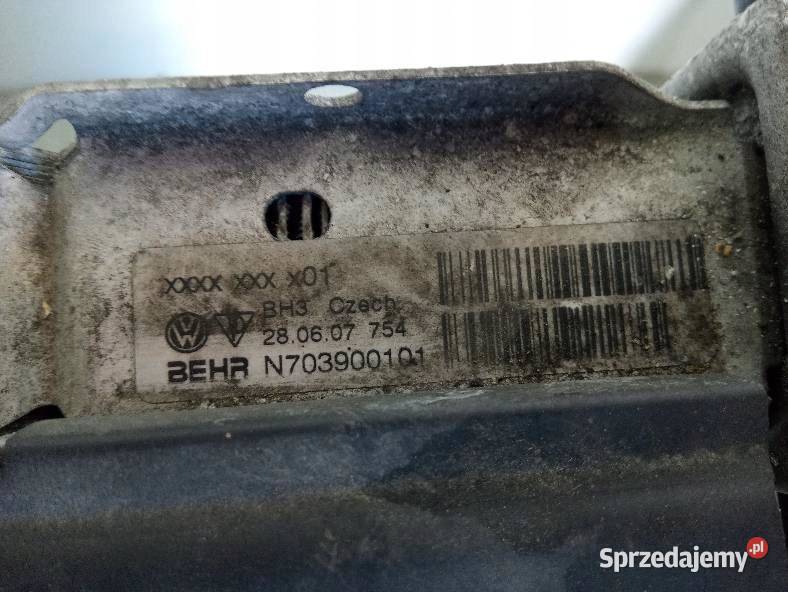 XXXX XXX X01
BH3 Czech
28.06.07 754
BEHR N703900101
Sprzedajemy.pl